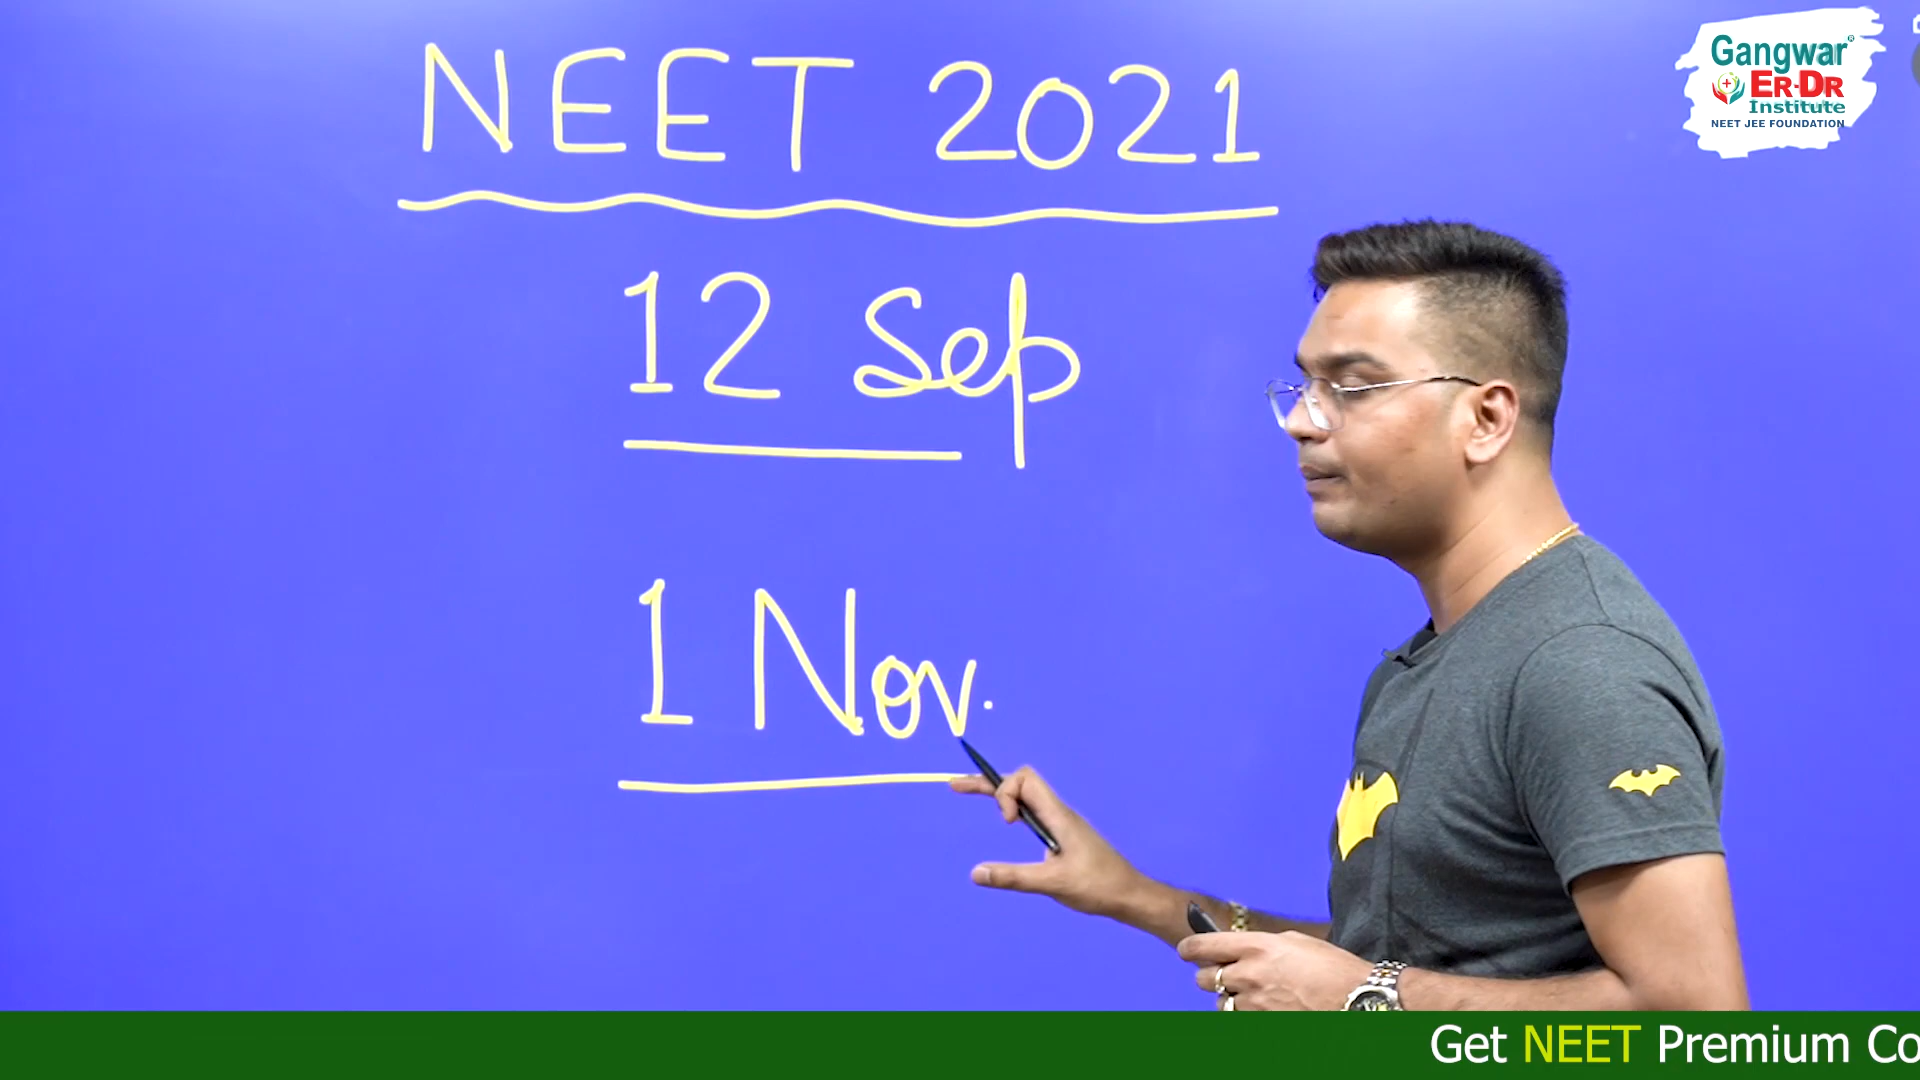 NEET 2021
12 Sep
1 Nov.
Gangwar®
ER-DR
Institute
NEET JEE FOUNDATION
Get NEET Premium Co